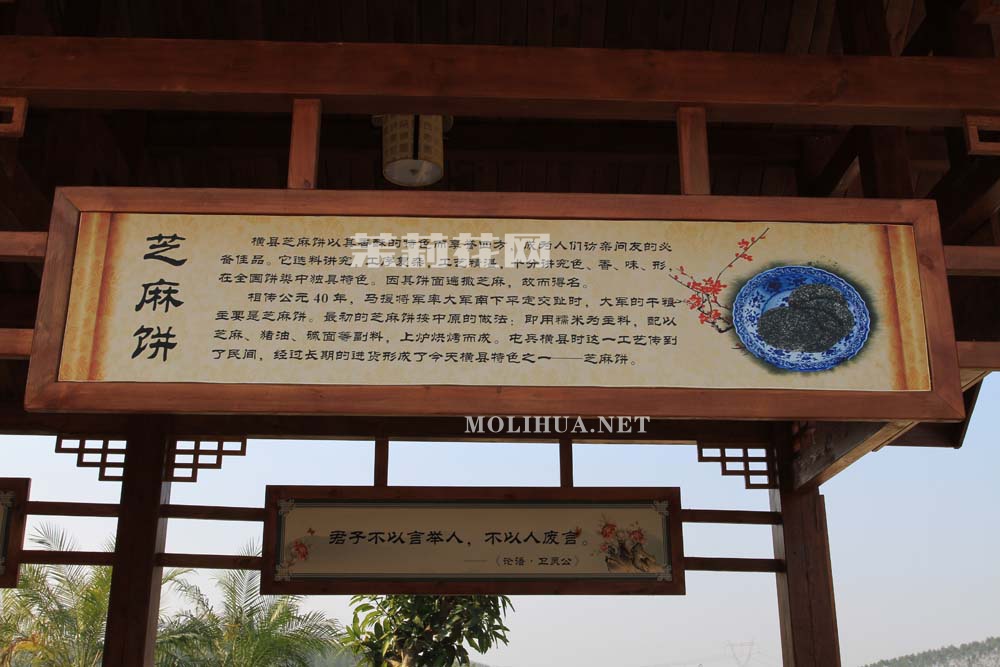 茉莉花网
芝麻饼
横县芝麻饼以其香酥的特色而享誉四方，成为人们访亲问友的必
备佳品。它选料讲究，工序复杂，工艺精湛，十分讲究色、香、味、形，
在全国饼类中独具特色。因其饼面遍撒芝麻，故而得名。
相传公元 40 年，马援将军率大军南下平定交趾时，大军的干粮
主要是芝麻饼。最初的芝麻饼按中原的做法：即用糯米为主料，配以
芝麻、猪油、碱面等副料，上炉烘烤而成。屯兵横县时这一工艺传到
了民间，经过长期的进货形成了今天横县特色之一——芝麻饼。
MOLIHUA.NET
君子不以言举人，不以人废言。
——《论语·卫灵公》